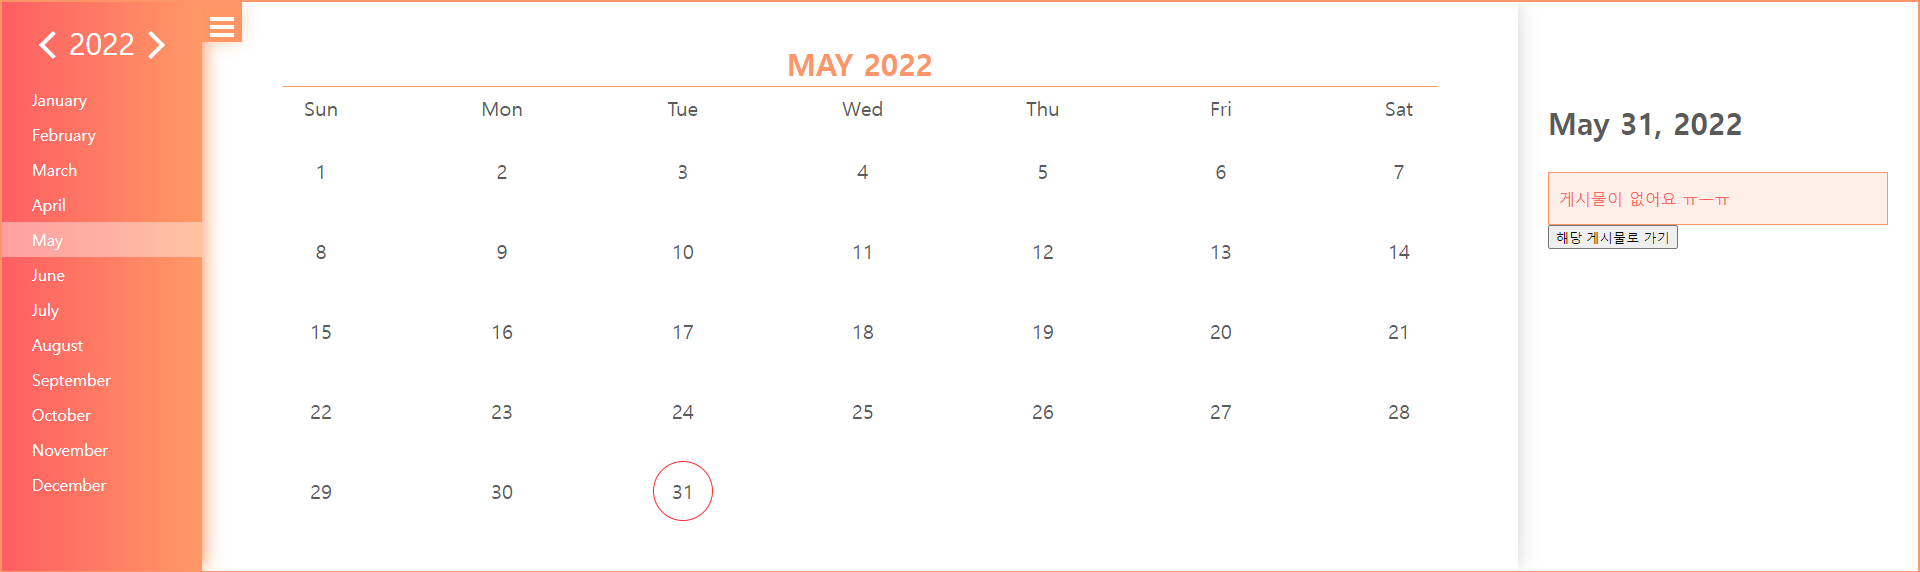 2022
January
February
March
April
May
June
July
August
September
October
November
December
MAY 2022
Sun Mon Tue Wed Thu Fri Sat
1 2 3 4 5 6 7
8 9 10 11 12 13 14
15 16 17 18 19 20 21
22 23 24 25 26 27 28
29 30 31
May 31, 2022
게시물이 없어요 ㅠㅡㅠ
해당 게시물로 가기